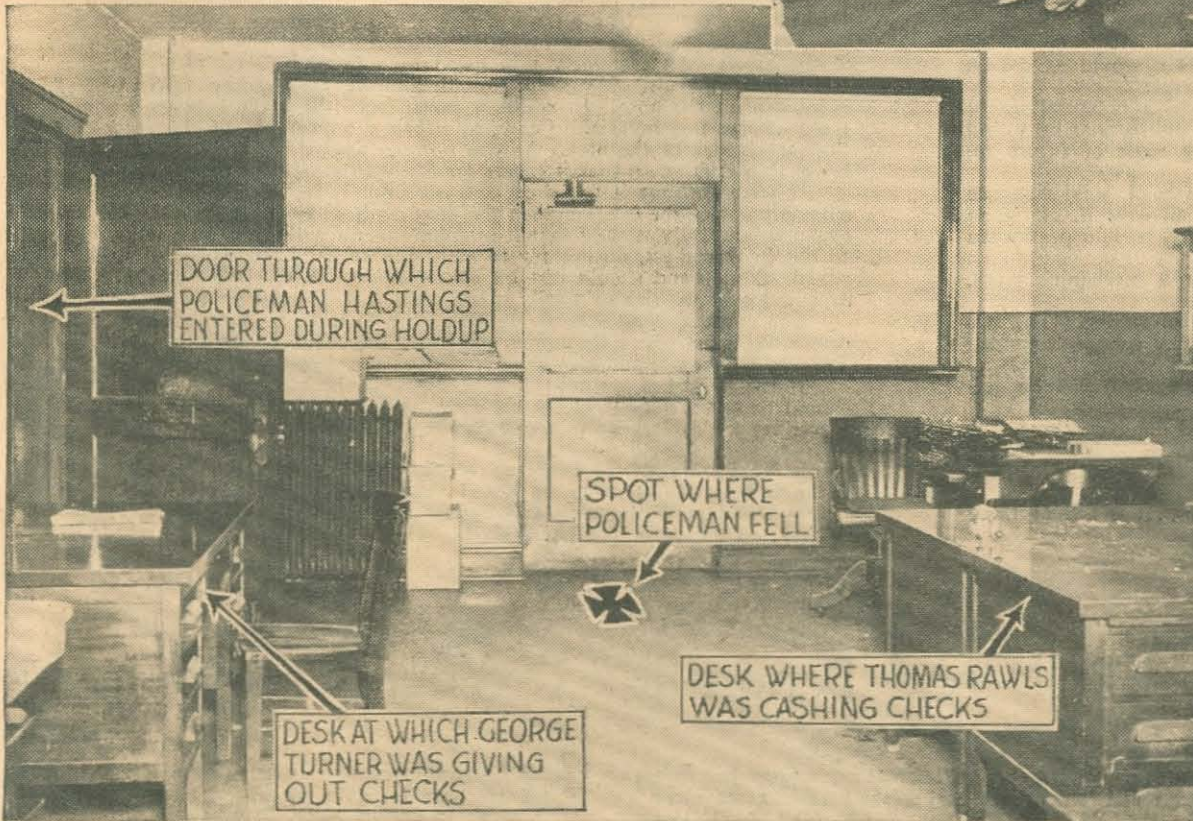 DOOR THROUGH WHICH
POLICEMAN HASTINGS
ENTERED DURING HOLDUP
SPOT WHERE
POLICEMAN FELL
DESK WHERE THOMAS RAWLS
WAS CASHING CHECKS
DESK AT WHICH GEORGE
TURNER WAS GIVING
OUT CHECKS